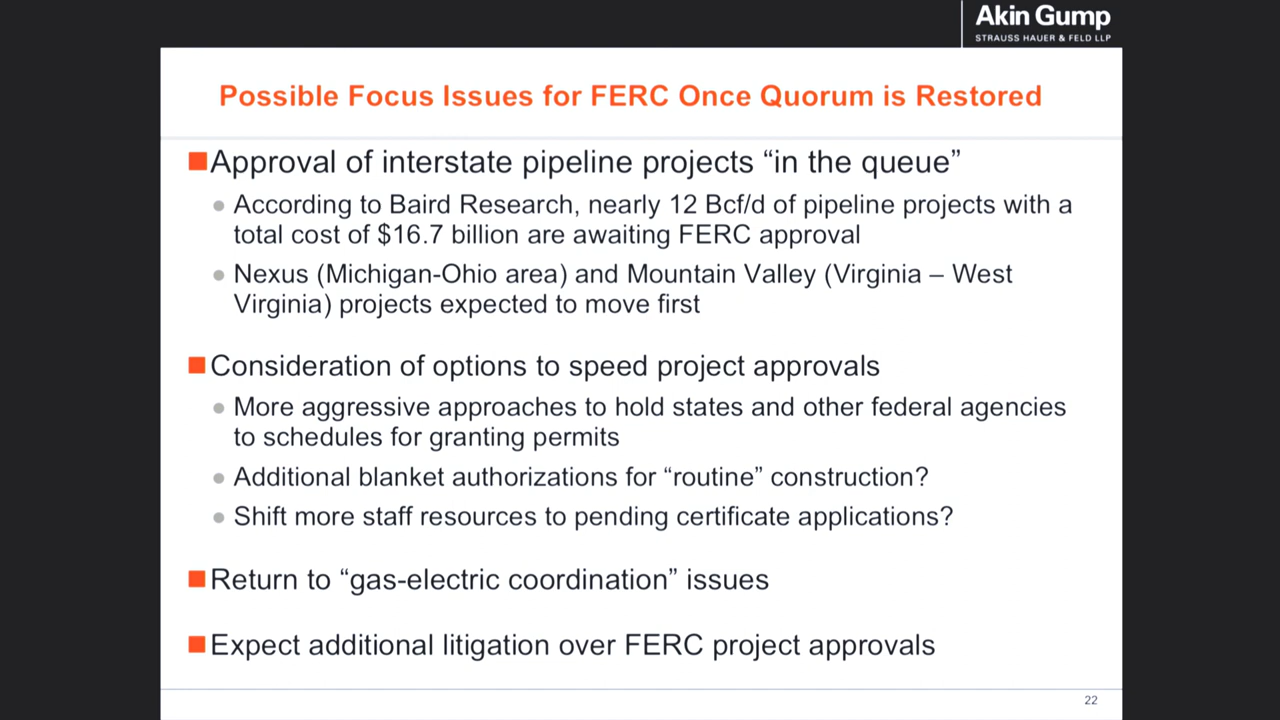 Akin Gump
STRAUSS HAUER & FELD LLP
Possible Focus Issues for FERC Once Quorum is Restored
Approval of interstate pipeline projects “in the queue”
According to Baird Research, nearly 12 Bcf/d of pipeline projects with a
total cost of $16.7 billion are awaiting FERC approval
Nexus (Michigan-Ohio area) and Mountain Valley (Virginia – West
Virginia) projects expected to move first
Consideration of options to speed project approvals
More aggressive approaches to hold states and other federal agencies
to schedules for granting permits
Additional blanket authorizations for “routine” construction?
Shift more staff resources to pending certificate applications?
Return to “gas-electric coordination” issues
Expect additional litigation over FERC project approvals
22